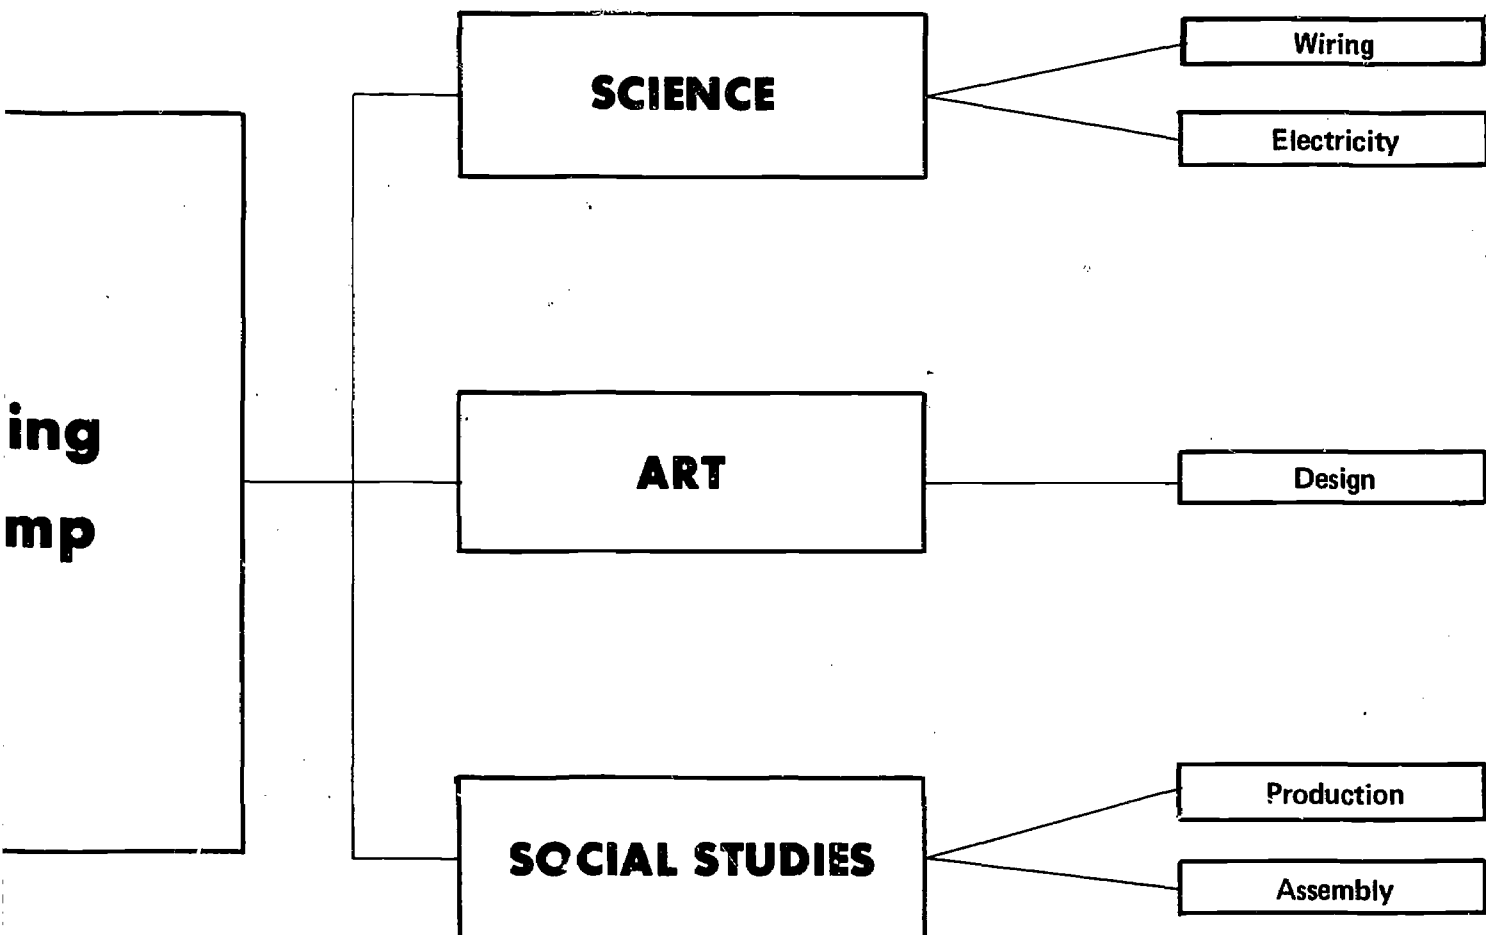 ing
mp
SCIENCE
Wiring
Electricity
ART
Design
SOCIAL STUDIES
Production
Assembly